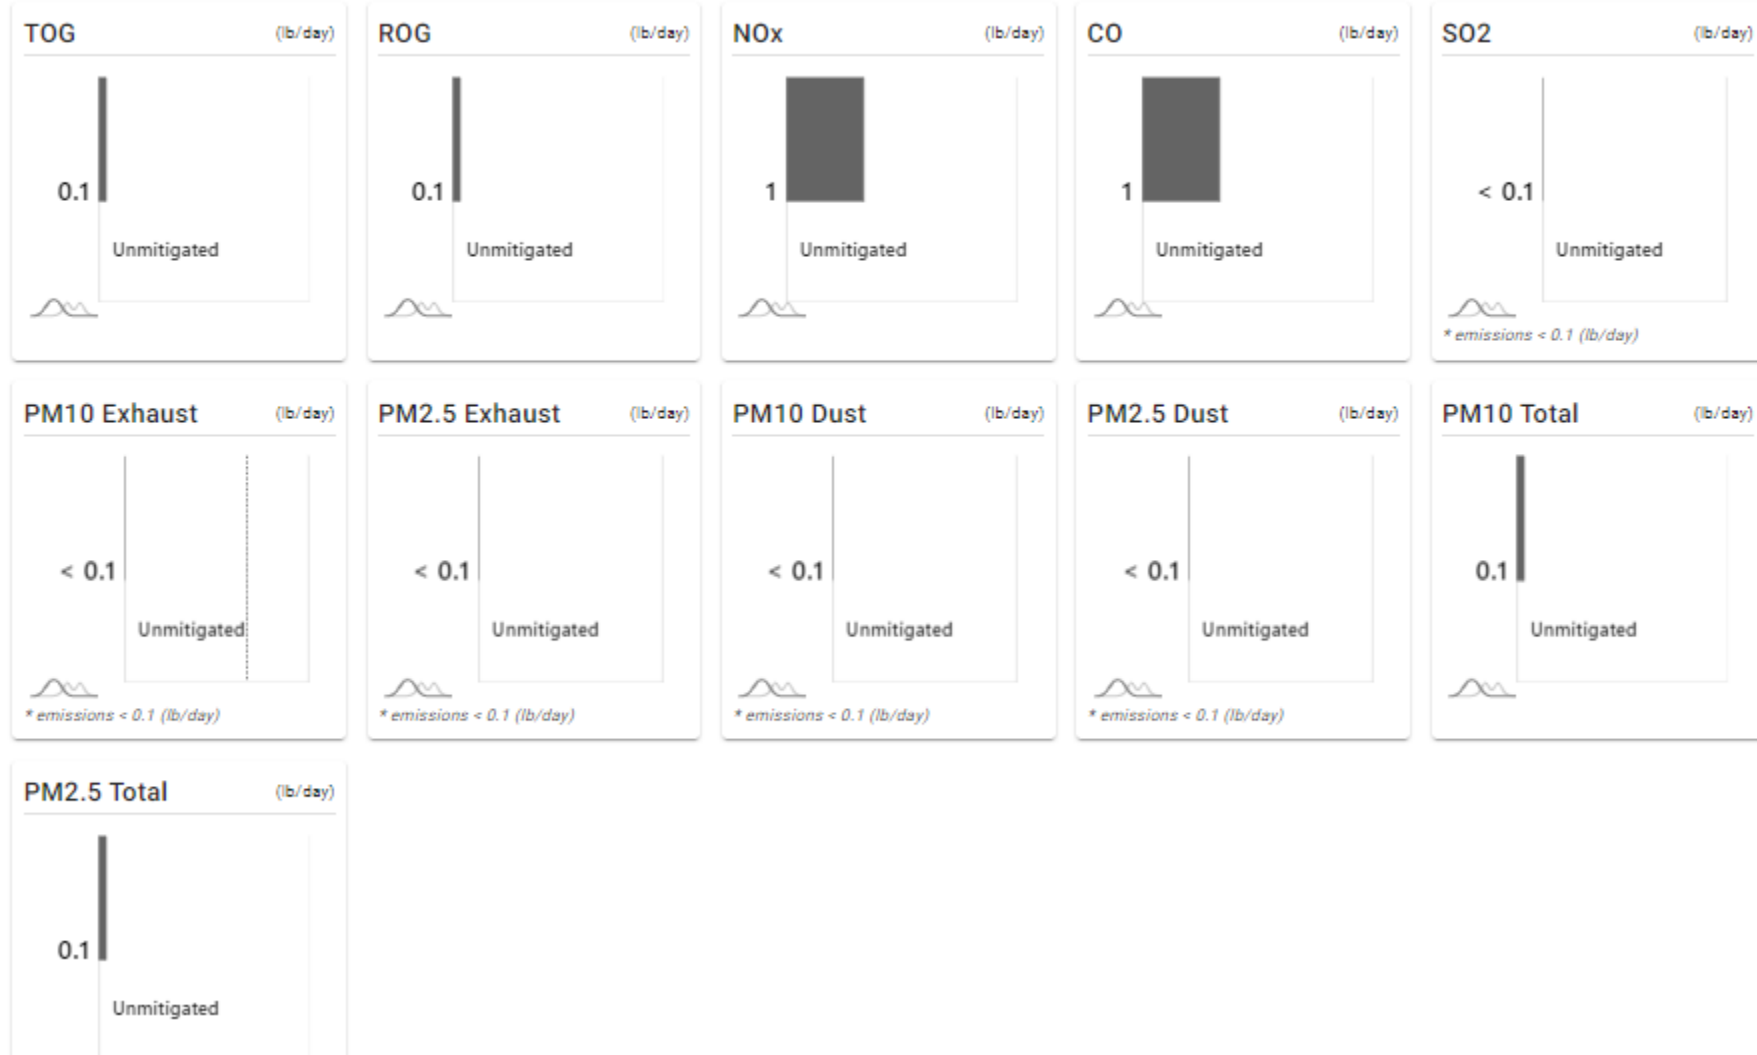 TOG (lb/day)
0.1
Unmitigated
ROG (lb/day)
0.1
Unmitigated
NOx (lb/day)
1
Unmitigated
CO (lb/day)
1
Unmitigated
SO2 (lb/day)
< 0.1
Unmitigated
* emissions < 0.1 (lb/day)
PM10 Exhaust (lb/day)
< 0.1
Unmitigated
* emissions < 0.1 (lb/day)
PM2.5 Exhaust (lb/day)
< 0.1
Unmitigated
* emissions < 0.1 (lb/day)
PM10 Dust (lb/day)
< 0.1
Unmitigated
* emissions < 0.1 (lb/day)
PM2.5 Dust (lb/day)
< 0.1
Unmitigated
* emissions < 0.1 (lb/day)
PM10 Total (lb/day)
0.1
Unmitigated
PM2.5 Total (lb/day)
0.1
Unmitigated